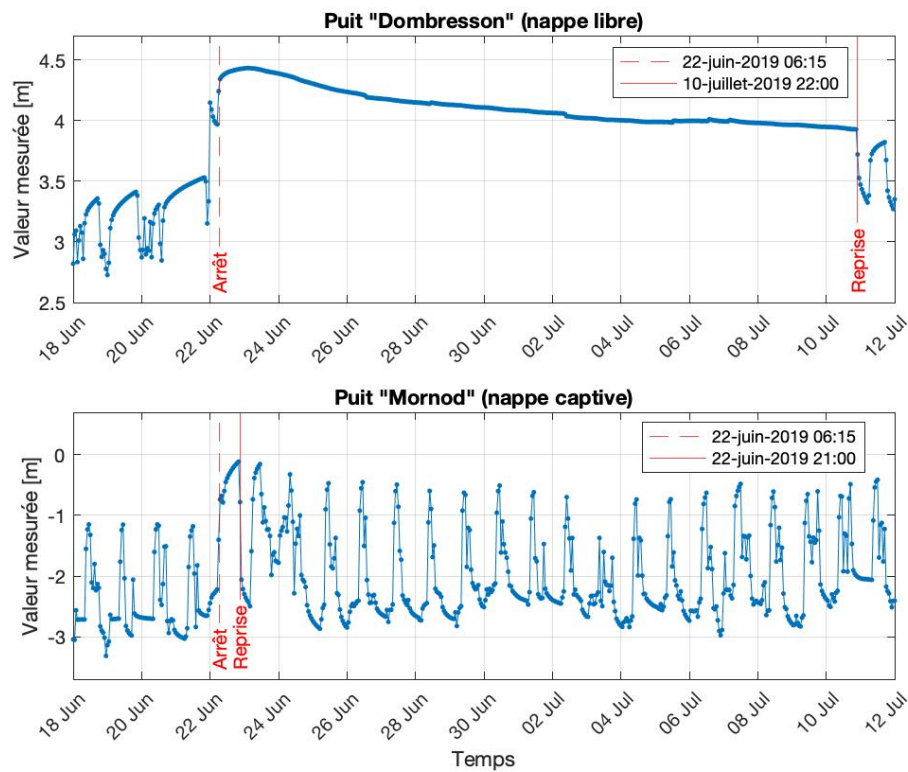 Puit "Dombresson" (nappe libre)
Valeur mesurée [m]
4.5
4
3.5
3
2.5
22-juin-2019 06:15
10-juillet-2019 22:00
Arrêt
Reprise
18 Jun
20 Jun
22 Jun
24 Jun
26 Jun
28 Jun
30 Jun
02 Jul
04 Jul
06 Jul
08 Jul
10 Jul
12 Jul
Puit "Mornod" (nappe captive)
Valeur mesurée [m]
0
-1
-2
-3
22-juin-2019 06:15
22-juin-2019 21:00
Arrêt
Reprise
18 Jun
20 Jun
22 Jun
24 Jun
26 Jun
28 Jun
30 Jun
02 Jul
04 Jul
06 Jul
08 Jul
10 Jul
12 Jul
Temps